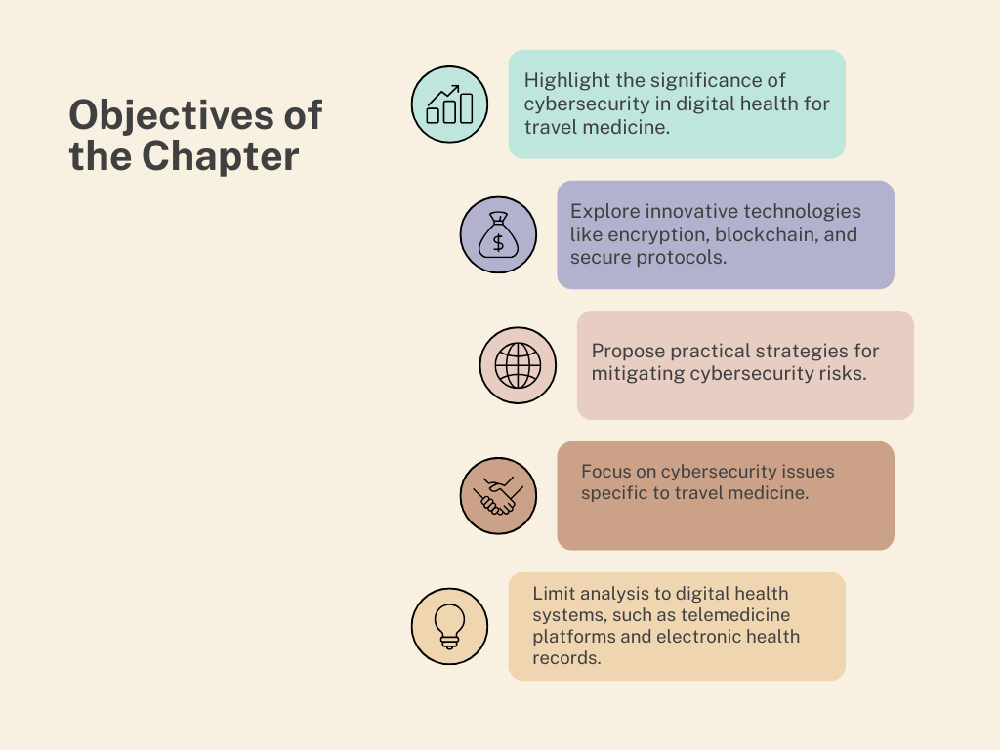 Objectives of
the Chapter
Highlight the significance of
cybersecurity in digital health for
travel medicine.
Explore innovative technologies
like encryption, blockchain, and
secure protocols.
$
Propose practical strategies for
mitigating cybersecurity risks.
Focus on cybersecurity issues
specific to travel medicine.
Limit analysis to digital health
systems, such as telemedicine
platforms and electronic health
records.